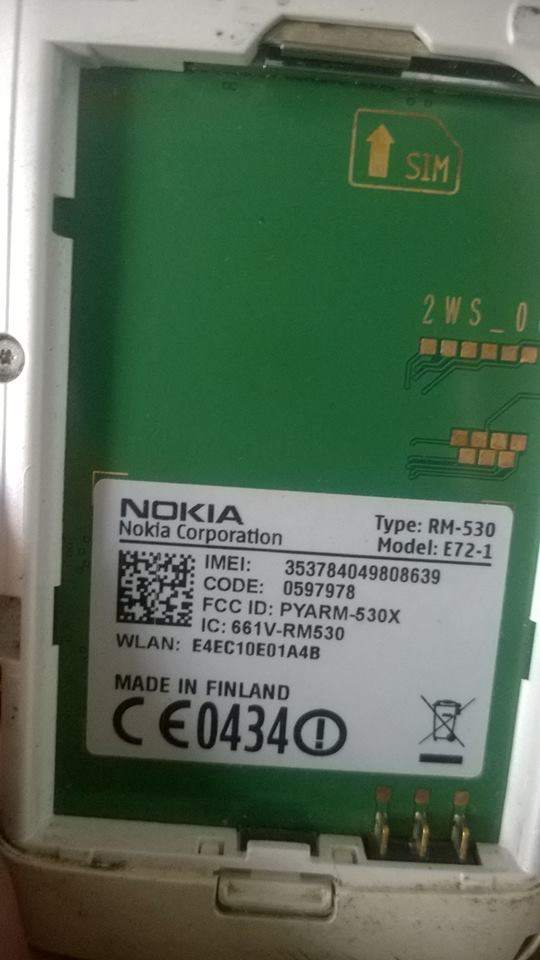 SIM
2WS_0
NOKIA
Nokia Corporation
Type: RM-530
Model: E72-1
IMEI: 353784049808639
CODE: 0597978
FCC ID: PYARM-530X
IC: 661V-RM530
WLAN: E4EC10E01A4B
MADE IN FINLAND
CE0434